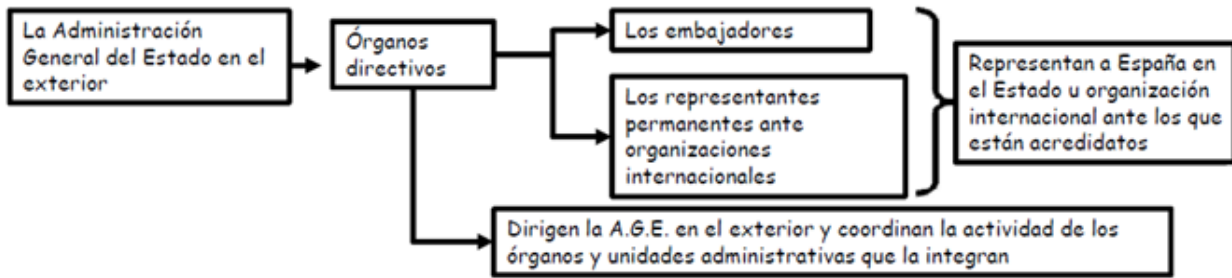 La Administración
General del Estado en el
exterior
Órganos
directivos
Los embajadores
Los representantes
permanentes ante
organizaciones
internacionales
Representan a España en
el Estado u organización
internacional ante los que
están acredidatos
Dirigen la A.G.E. en el exterior y coordinan la actividad de los
órganos y unidades administrativas que la integran